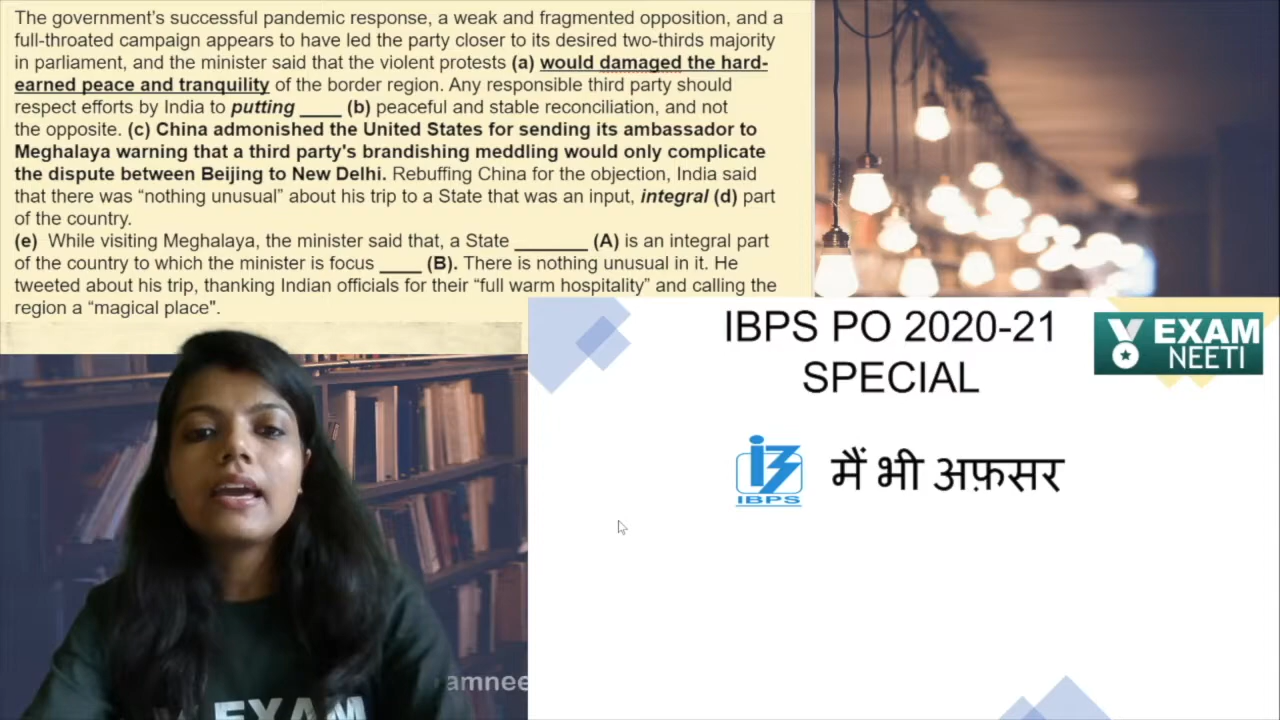 The government's successful pandemic response, a weak and fragmented opposition, and a
full-throated campaign appears to have led the party closer to its desired two-thirds majority
in parliament, and the minister said that the violent protests (a) would damaged the hard-
earned peace and tranquility of the border region. Any responsible third party should
respect efforts by India to putting ____ (b) peaceful and stable reconciliation, and not
the opposite. (c) China admonished the United States for sending its ambassador to
Meghalaya warning that a third party's brandishing meddling would only complicate
the dispute between Beijing to New Delhi. Rebuffing China for the objection, India said
that there was “nothing unusual” about his trip to a State that was an input, integral (d) part
of the country.
(e) While visiting Meghalaya, the minister said that, a State _______ (A) is an integral part
of the country to which the minister is focus ____ (B). There is nothing unusual in it. He
tweeted about his trip, thanking Indian officials for their “full warm hospitality” and calling the
region a “magical place".
IBPS PO 2020-21
SPECIAL
EXAM
NEETI
IBPS
मैं भी अफ़सर
amnee
EXAM